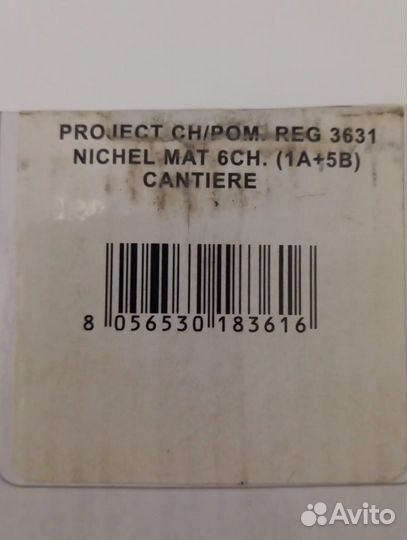 PROJECT CH/POM. REG 3631
NICHEL MAT 6CH. (1A+5B)
CANTIERE
8 056530 183616
Avito